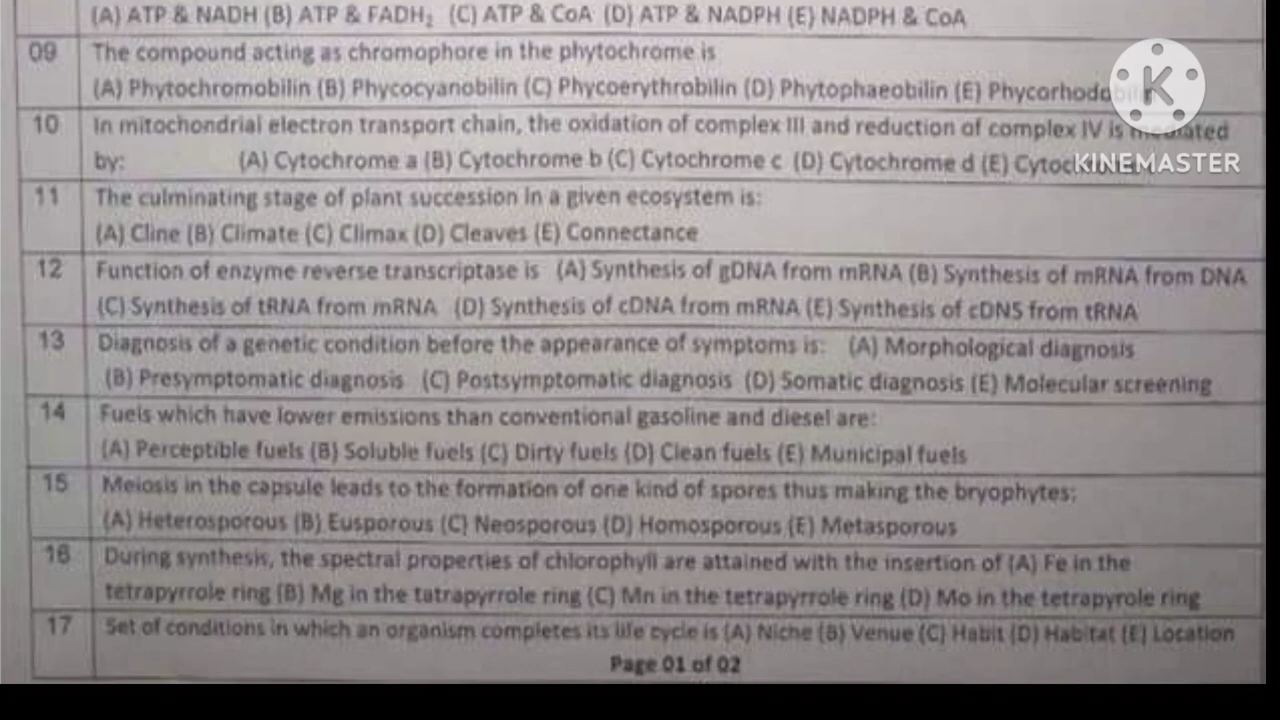 (A) ATP & NADH (B) ATP & FADH₂ (C) ATP & CoA (D) ATP & NADPH (E) NADPH & CoA
09 The compound acting as chromophore in the phytochrome is
(A) Phytochromobilin (B) Phycocyanobilin (C) Phycoerythrobilin (D) Phytophaeobilin (E)
10 In mitochondrial electron transport chain, the oxidation of complex III and reduction of complex IV is mediated
by: (A) Cytochrome a (B) Cytochrome b (C) Cytochrome c (D) Cytochrome d (E)
KINEMASTER
11 The culminating stage of plant succession in a given ecosystem is:
(A) Cline (B) Climate (C) Climax (D) Cleaves (E) Connectance
12 Function of enzyme reverse transcriptase is (A) Synthesis of gDNA from mRNA (B) Synthesis of mRNA from DNA
(C) Synthesis of tRNA from mRNA (D) Synthesis of cDNA from mRNA (E) Synthesis of cDNS from tRNA
13 Diagnosis of a genetic condition before the appearance of symptoms is: (A) Morphological diagnosis
(B) Presymptomatic diagnosis (C) Postsymptomatic diagnosis (D) Somatic diagnosis (E) Molecular screening
14 Fuels which have lower emissions than conventional gasoline and diesel are:
(A) Perceptible fuels (B) Soluble fuels (C) Dirty fuels (D) Clean fuels (E) Municipal fuels
15 Meiosis in the capsule leads to the formation of one kind of spores thus making the bryophytes:
(A) Heterosporous (B) Eusporous (C) Neosporous (D) Homosporous (E) Metasporous
16 During synthesis, the spectral properties of chlorophyll are attained with the insertion of (A) Fe in the
tetrapyrrole ring (B) Mg in the tatrapyrrole ring (C) Mn in the tetrapyrrole ring (D) Mo in the tetrapyrole ring
17 Set of conditions in which an organism completes its life cycle is (A) Niche (B) Venue (C) Habit (D) Habitat (E) Location
Page 01 of 02